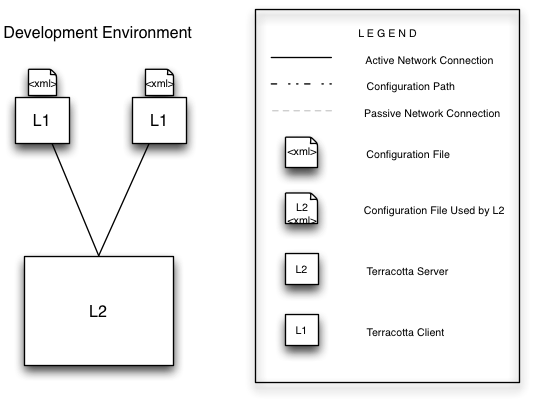 Development Environment
<xml>
<xml>
L1
L1
L2
LEGEND
Active Network Connection
Configuration Path
Passive Network Connection
<xml>
Configuration File
L2
<xml>
Configuration File Used by L2
L2
Terracotta Server
L1
Terracotta Client